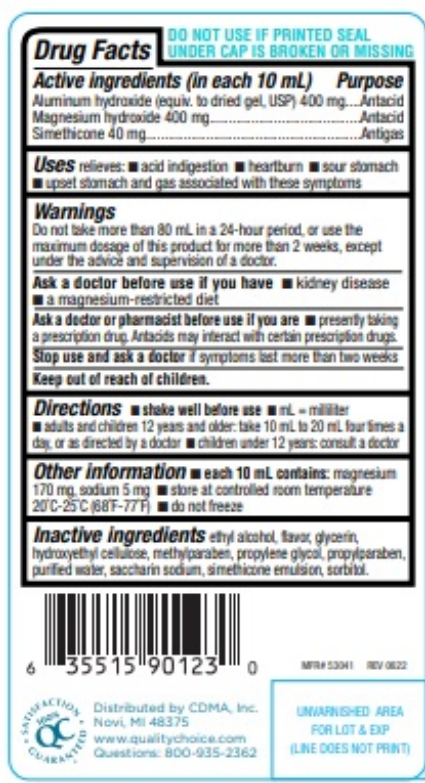 DO NOT USE IF PRINTED SEAL
UNDER CAP IS BROKEN OR MISSING
Drug Facts
Active ingredients (in each 10 mL) Purpose
Aluminum hydroxide (equiv. to dried gel, USP) 400 mg....Antacid
Magnesium hydroxide 400 mg..............................Antacid
Simethicone 40 mg..............................................Antigas
Uses relieves: ■ acid indigestion ■ heartburn ■ sour stomach
■ upset stomach and gas associated with these symptoms
Warnings
Do not take more than 80 mL in a 24-hour period, or use the
maximum dosage of this product for more than 2 weeks, except
under the advice and supervision of a doctor.
Ask a doctor before use if you have ■ kidney disease
■ a magnesium-restricted diet
Ask a doctor or pharmacist before use if you are ■ presently taking
a prescription drug. Antacids may interact with certain prescription drugs.
Stop use and ask a doctor if symptoms last more than two weeks
Keep out of reach of children.
Directions ■ shake well before use ■ mL = milliliter
■ adults and children 12 years and older: take 10 mL to 20 mL four times a
day, or as directed by a doctor ■ children under 12 years: consult a doctor
Other information ■ each 10 mL contains: magnesium
170 mg, sodium 5 mg ■ store at controlled room temperature
20°C-25°C (68°F-77°F) ■ do not freeze
Inactive ingredients ethyl alcohol, flavor, glycerin,
hydroxyethyl cellulose, methylparaben, propylene glycol, propylparaben,
purified water, saccharin sodium, simethicone emulsion, sorbitol.
6 35515 90123 0
MFR# 53041 REV 0622
SATISFACTION
100%
QC
GUARANTEED
Distributed by CDMA, Inc.
Novi, MI 48375
www.qualitychoice.com
Questions: 800-935-2362
UNVARNISHED AREA
FOR LOT & EXP
(LINE DOES NOT PRINT)